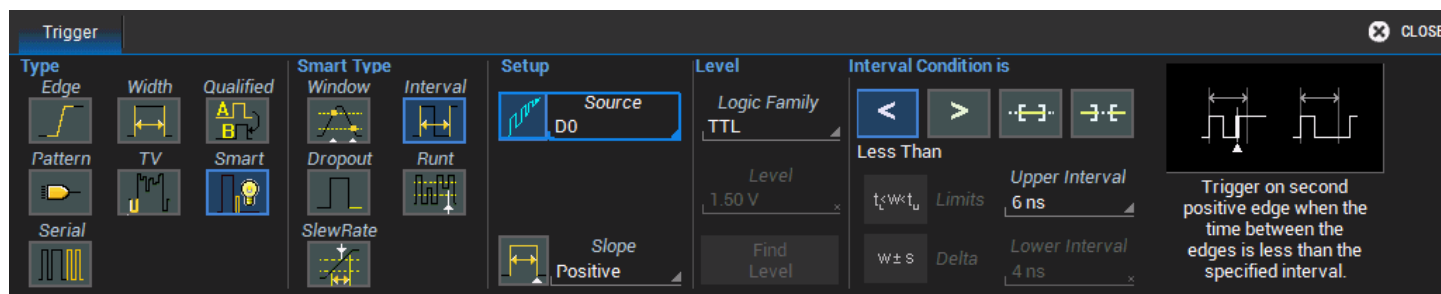 Trigger
CLOSE
Type
Edge
Width
Qualified
A
B
Pattern
TV
Smart
U
Serial
Smart Type
Window
Interval
Dropout
Runt
SlewRate
Setup
Source
D0
Slope
Positive
Level
Logic Family
TTL
Level
1.50 V
×
Find
Level
Interval Condition is
<
>
Less Than
tL<w<tu
Limits
Upper Interval
6 ns
w± s
Delta
Lower Interval
4 ns
×
Trigger on second
positive edge when the
time between the
edges is less than the
specified interval.